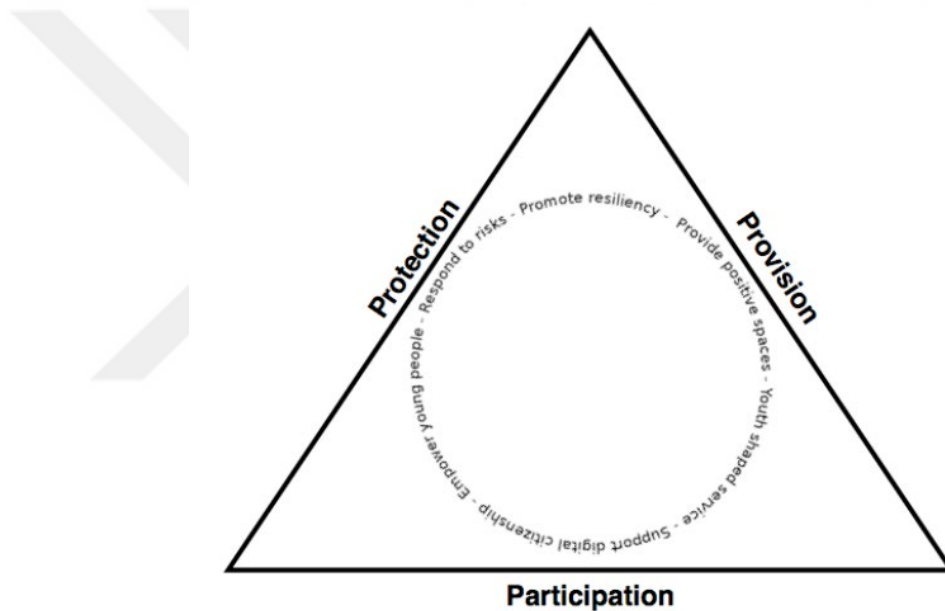 Protection
Provision
Respond to risks - Promote resiliency - Provide positive spaces - Youth shaped service - Support digital citizenship - Empower young people -
Participation